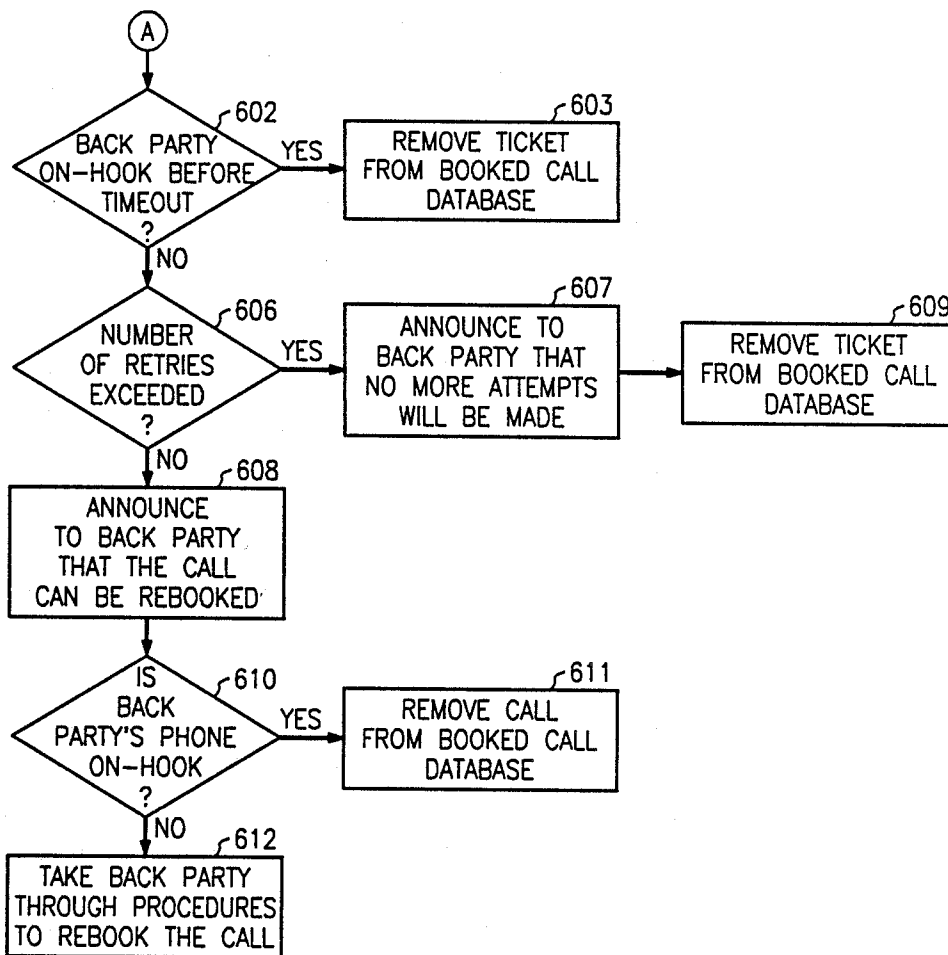 A
602
BACK PARTY
ON-HOOK BEFORE
TIMEOUT
?
YES
NO
603
REMOVE TICKET
FROM BOOKED CALL
DATABASE
606
NUMBER
OF RETRIES
EXCEEDED
?
YES
NO
607
ANNOUNCE TO
BACK PARTY THAT
NO MORE ATTEMPTS
WILL BE MADE
609
REMOVE TICKET
FROM BOOKED CALL
DATABASE
608
ANNOUNCE
TO BACK PARTY
THAT THE CALL
CAN BE REBOOKED
610
IS
BACK
PARTY'S PHONE
ON-HOOK
?
YES
NO
611
REMOVE CALL
FROM BOOKED CALL
DATABASE
612
TAKE BACK PARTY
THROUGH PROCEDURES
TO REBOOK THE CALL